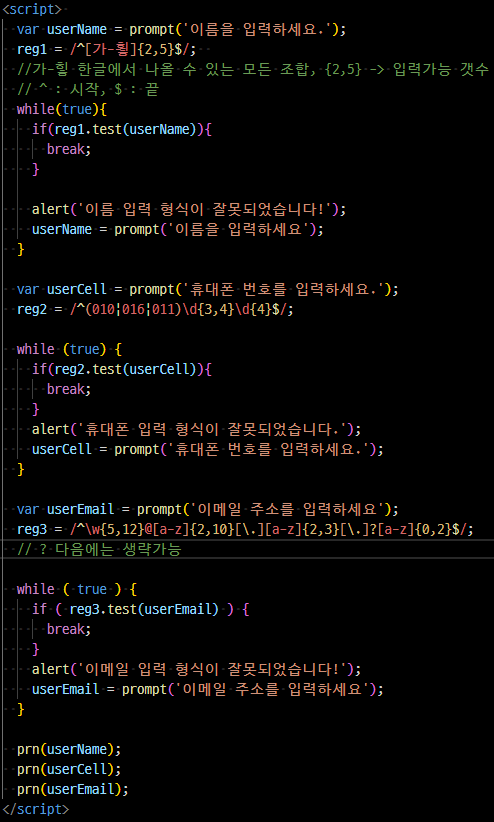 <script>
var userName = prompt('이름을 입력하세요.');
reg1 = /^[가-힣]{2,5}$/;
//가-힣 한글에서 나올 수 있는 모든 조합, {2,5} -> 입력가능 갯수
// ^ : 시작, $ : 끝
while(true){
if(reg1.test(userName)){
break;
}
alert('이름 입력 형식이 잘못되었습니다!');
userName = prompt('이름을 입력하세요');
}
var userCell = prompt('휴대폰 번호를 입력하세요.');
reg2 = /^(010|016|011)\d{3,4}\d{4}$/;
while (true) {
if(reg2.test(userCell)){
break;
}
alert('휴대폰 입력 형식이 잘못되었습니다.');
userCell = prompt('휴대폰 번호를 입력하세요.');
}
var userEmail = prompt('이메일 주소를 입력하세요');
reg3 = /^\w{5,12}@[a-z]{2,10}[\.][a-z]{2,3}[\.]?[a-z]{0,2}$/;
// ? 다음에는 생략가능
while ( true ) {
if ( reg3.test(userEmail) ) {
break;
}
alert('이메일 입력 형식이 잘못되었습니다!');
userEmail = prompt('이메일 주소를 입력하세요');
}
prn(userName);
prn(userCell);
prn(userEmail);
</script>